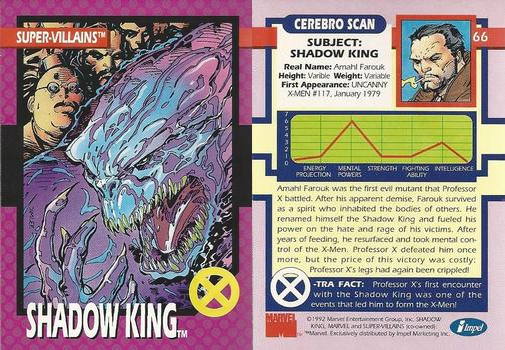 SUPER-VILLAINS™
SHADOW KING™
CEREBRO SCAN
66
SUBJECT:
SHADOW KING
Real Name: Amahl Farouk
Height: Varible Weight: Variable
First Appearance: UNCANNY
X-MEN #117, January 1979
7
6
5
4
3
2
1
0
ENERGY
PROJECTION
MENTAL
POWERS
STRENGTH
FIGHTING
ABILITY
INTELLIGENCE
Amahl Farouk was the first evil mutant that Professor
X battled. After his apparent demise, Farouk survived
as a spirit who inhabited the bodies of others. He
renamed himself the Shadow King and fueled his
power on the hate and rage of his victims. After
years of feeding, he resurfaced and took mental
control of the X-Men. Professor X defeated him once
more, but the price of this victory was costly:
Professor X's legs had again been crippled!
-TRA FACT: Professor X's first encounter
with the Shadow King was one of the
events that led him to form the X-Men!
MARVEL
©1992 Marvel Entertainment Group, Inc. SHADOW
KING, MARVEL and SUPER-VILLAINS (co-owned):
™Marvel. Exclusively distributed by Impel Marketing Inc.
Impel